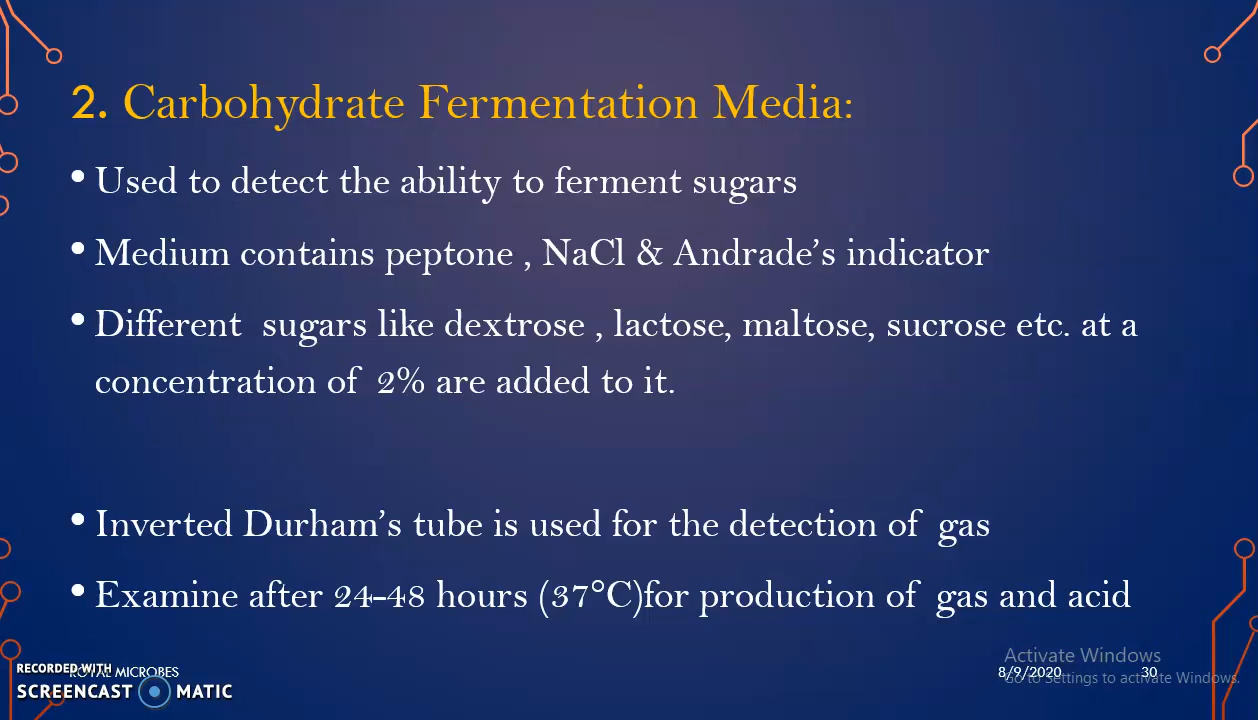 2. Carbohydrate Fermentation Media:
• Used to detect the ability to ferment sugars
• Medium contains peptone , NaCl & Andrade's indicator
• Different sugars like dextrose , lactose, maltose, sucrose etc. at a
concentration of 2% are added to it.
• Inverted Durham's tube is used for the detection of gas
• Examine after 24-48 hours (37°C)for production of gas and acid
Activate Windows
Go to Settings to activate Windows.
RECORDED WITH
ROYAL MICROBES
8/9/2020
30
SCREENCAST MATIC